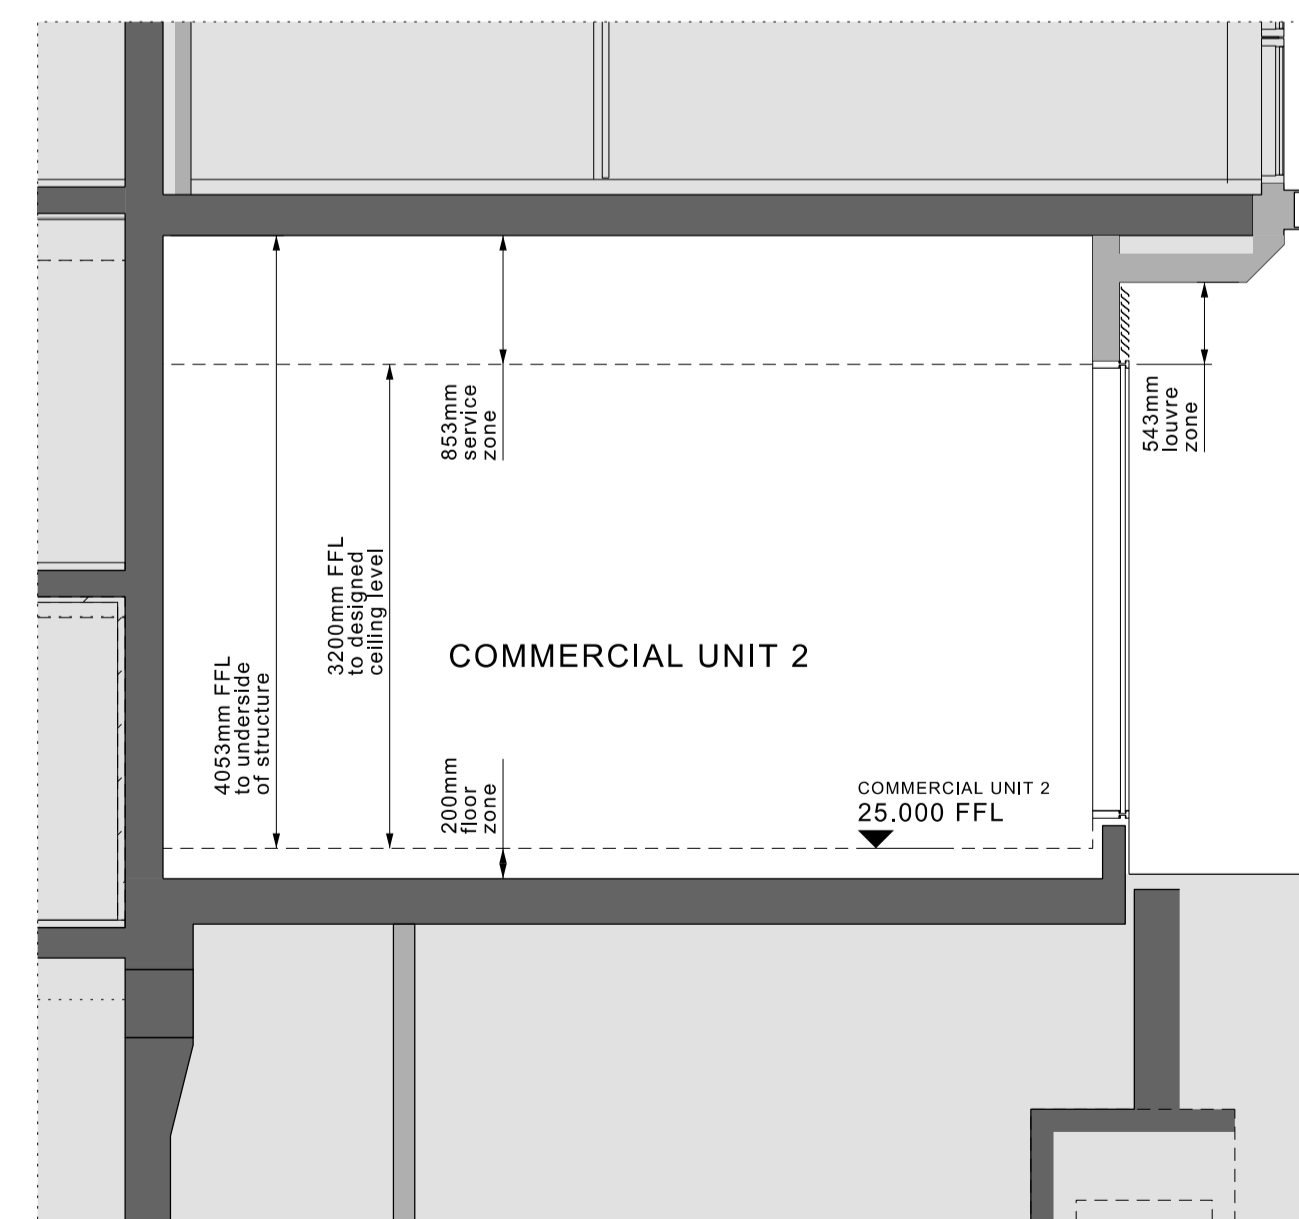 853mm
service
zone
543mm
louvre
zone
3200mm FFL
to designed
ceiling level
COMMERCIAL UNIT 2
4053mm FFL
to underside
of structure
200mm
floor
zone
COMMERCIAL UNIT 2
25.000 FFL